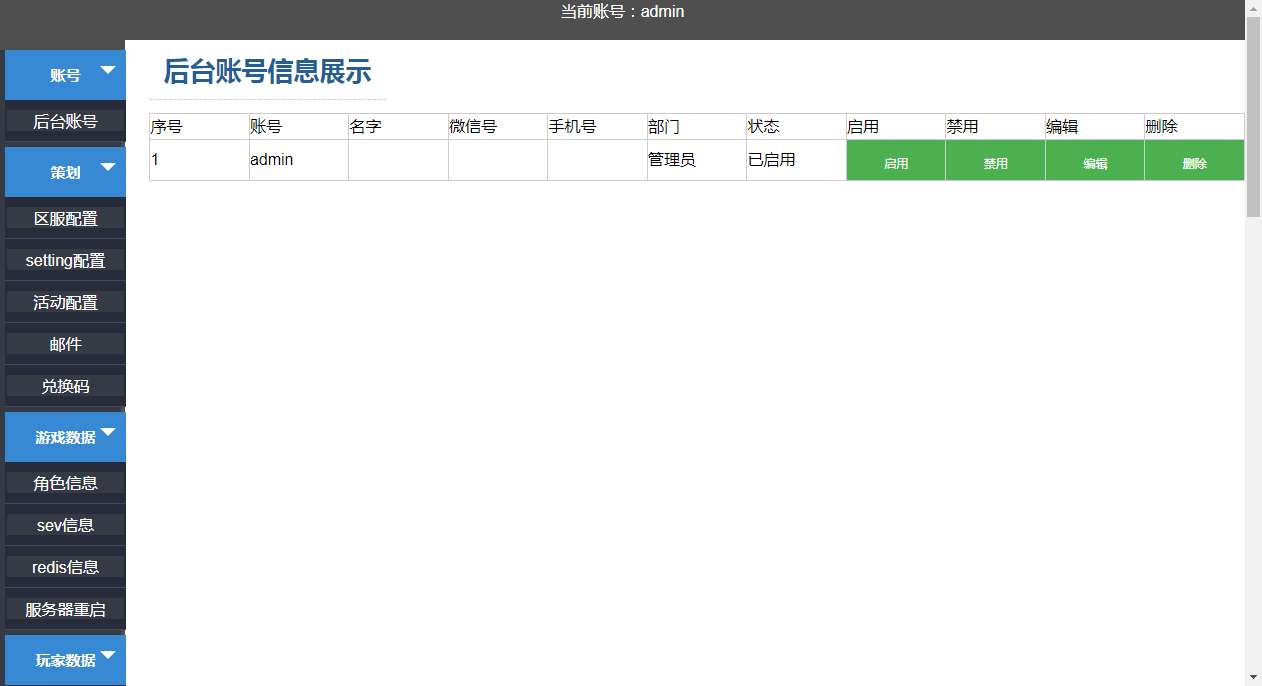 当前账号：admin
账号
后台账号
策划
区服配置
setting配置
活动配置
邮件
兑换码
游戏数据
角色信息
sev信息
redis信息
服务器重启
玩家数据
后台账号信息展示
序号 账号 名字 微信号 手机号 部门 状态 启用 禁用 编辑 删除
1 admin 管理员 已启用 启用 禁用 编辑 删除